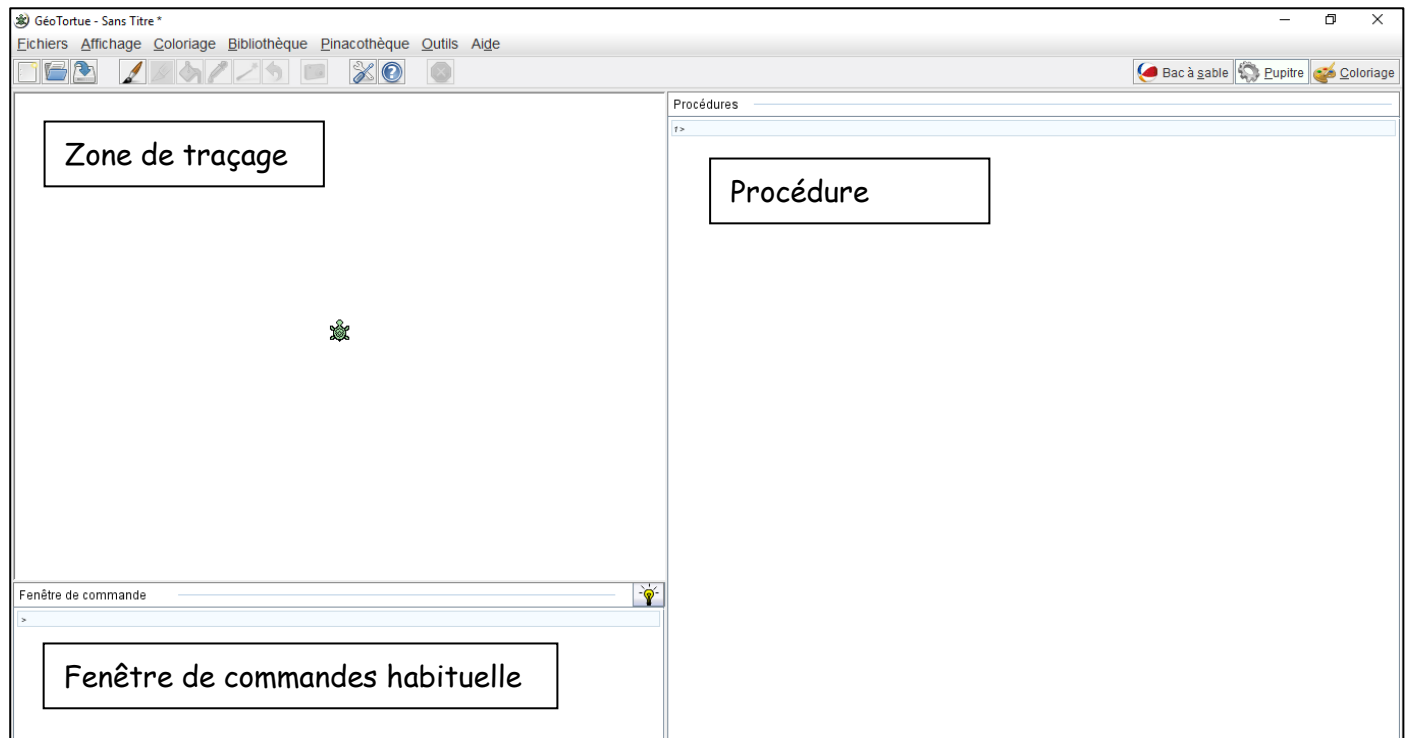 GéoTortue - Sans Titre *
Fichiers Affichage Coloriage Bibliothèque Pinacothèque Outils Aide
Bac à sable Pupitre Coloriage
Procédures
1 >
Zone de traçage
Procédure
Fenêtre de commande
>
Fenêtre de commandes habituelle